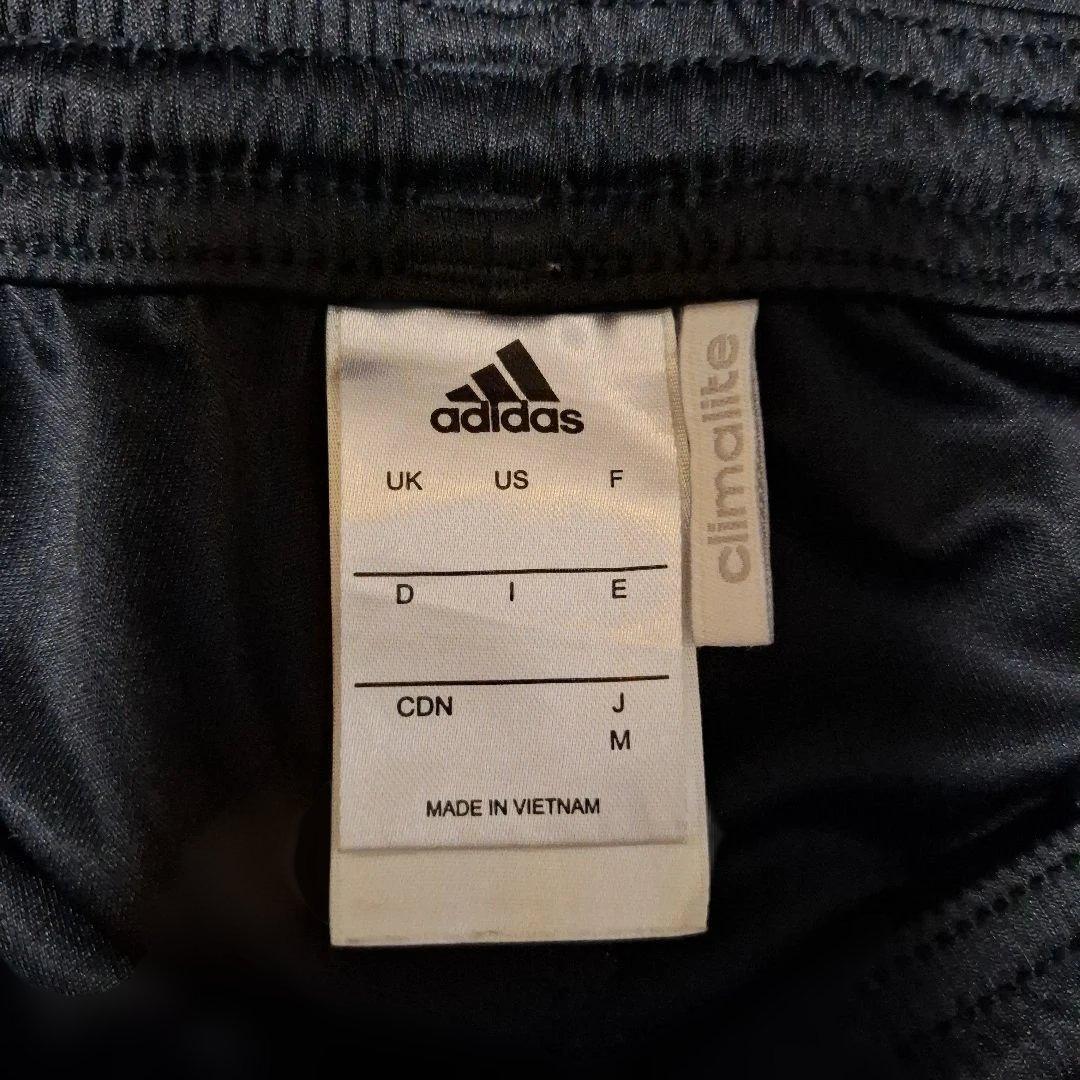 adidas
UK US F
D I E
CDN J
M
MADE IN VIETNAM
climalite